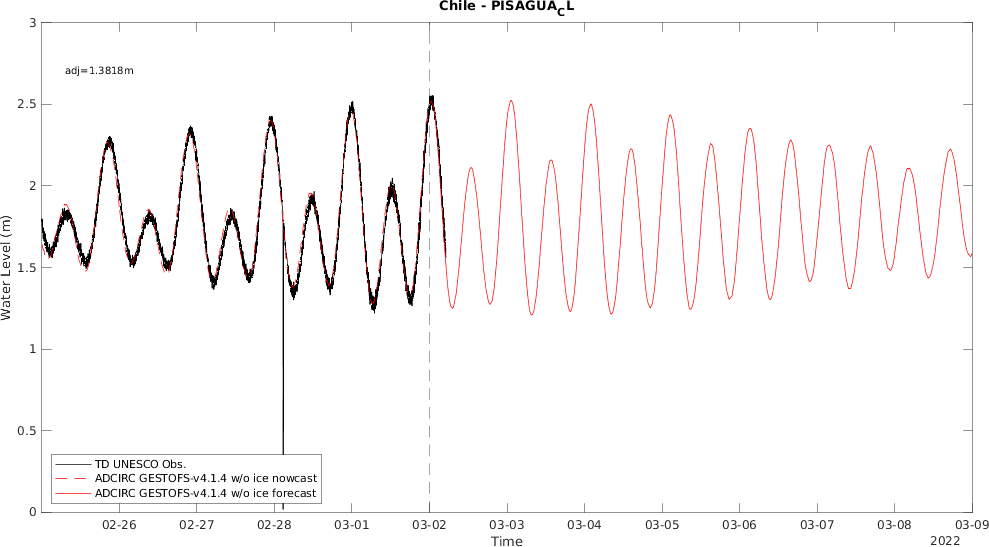 Chile - PISAGUA_CL
adj=1.3818m
3
2.5
2
1.5
1
0.5
0
Water Level (m)
TD UNESCO Obs.
ADCIRC GESTOFS-v4.1.4 w/o ice nowcast
ADCIRC GESTOFS-v4.1.4 w/o ice forecast
02-26 02-27 02-28 03-01 03-02 03-03 03-04 03-05 03-06 03-07 03-08 03-09
Time
2022